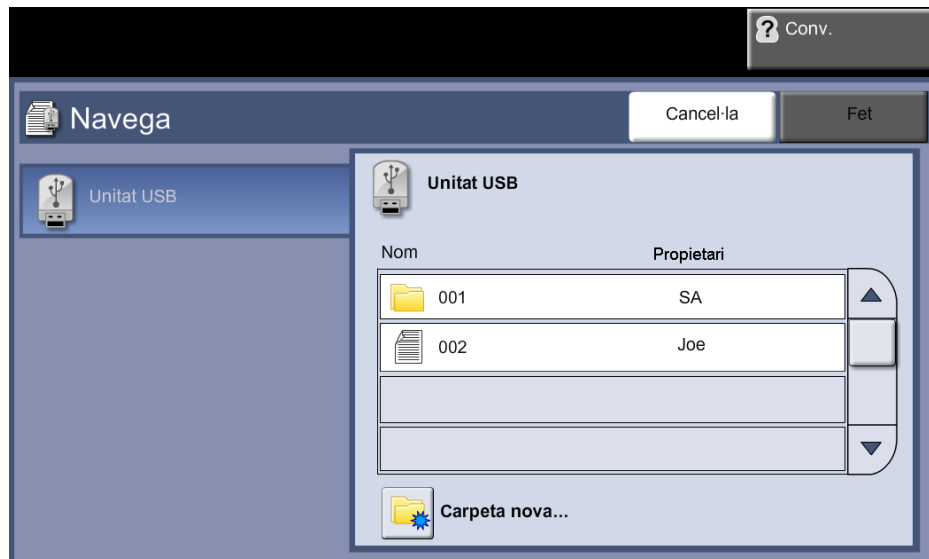 Conv.
Navega
Cancel·la
Fet
Unitat USB
Unitat USB
Nom Propietari
001 SA
002 Joe
Carpeta nova...